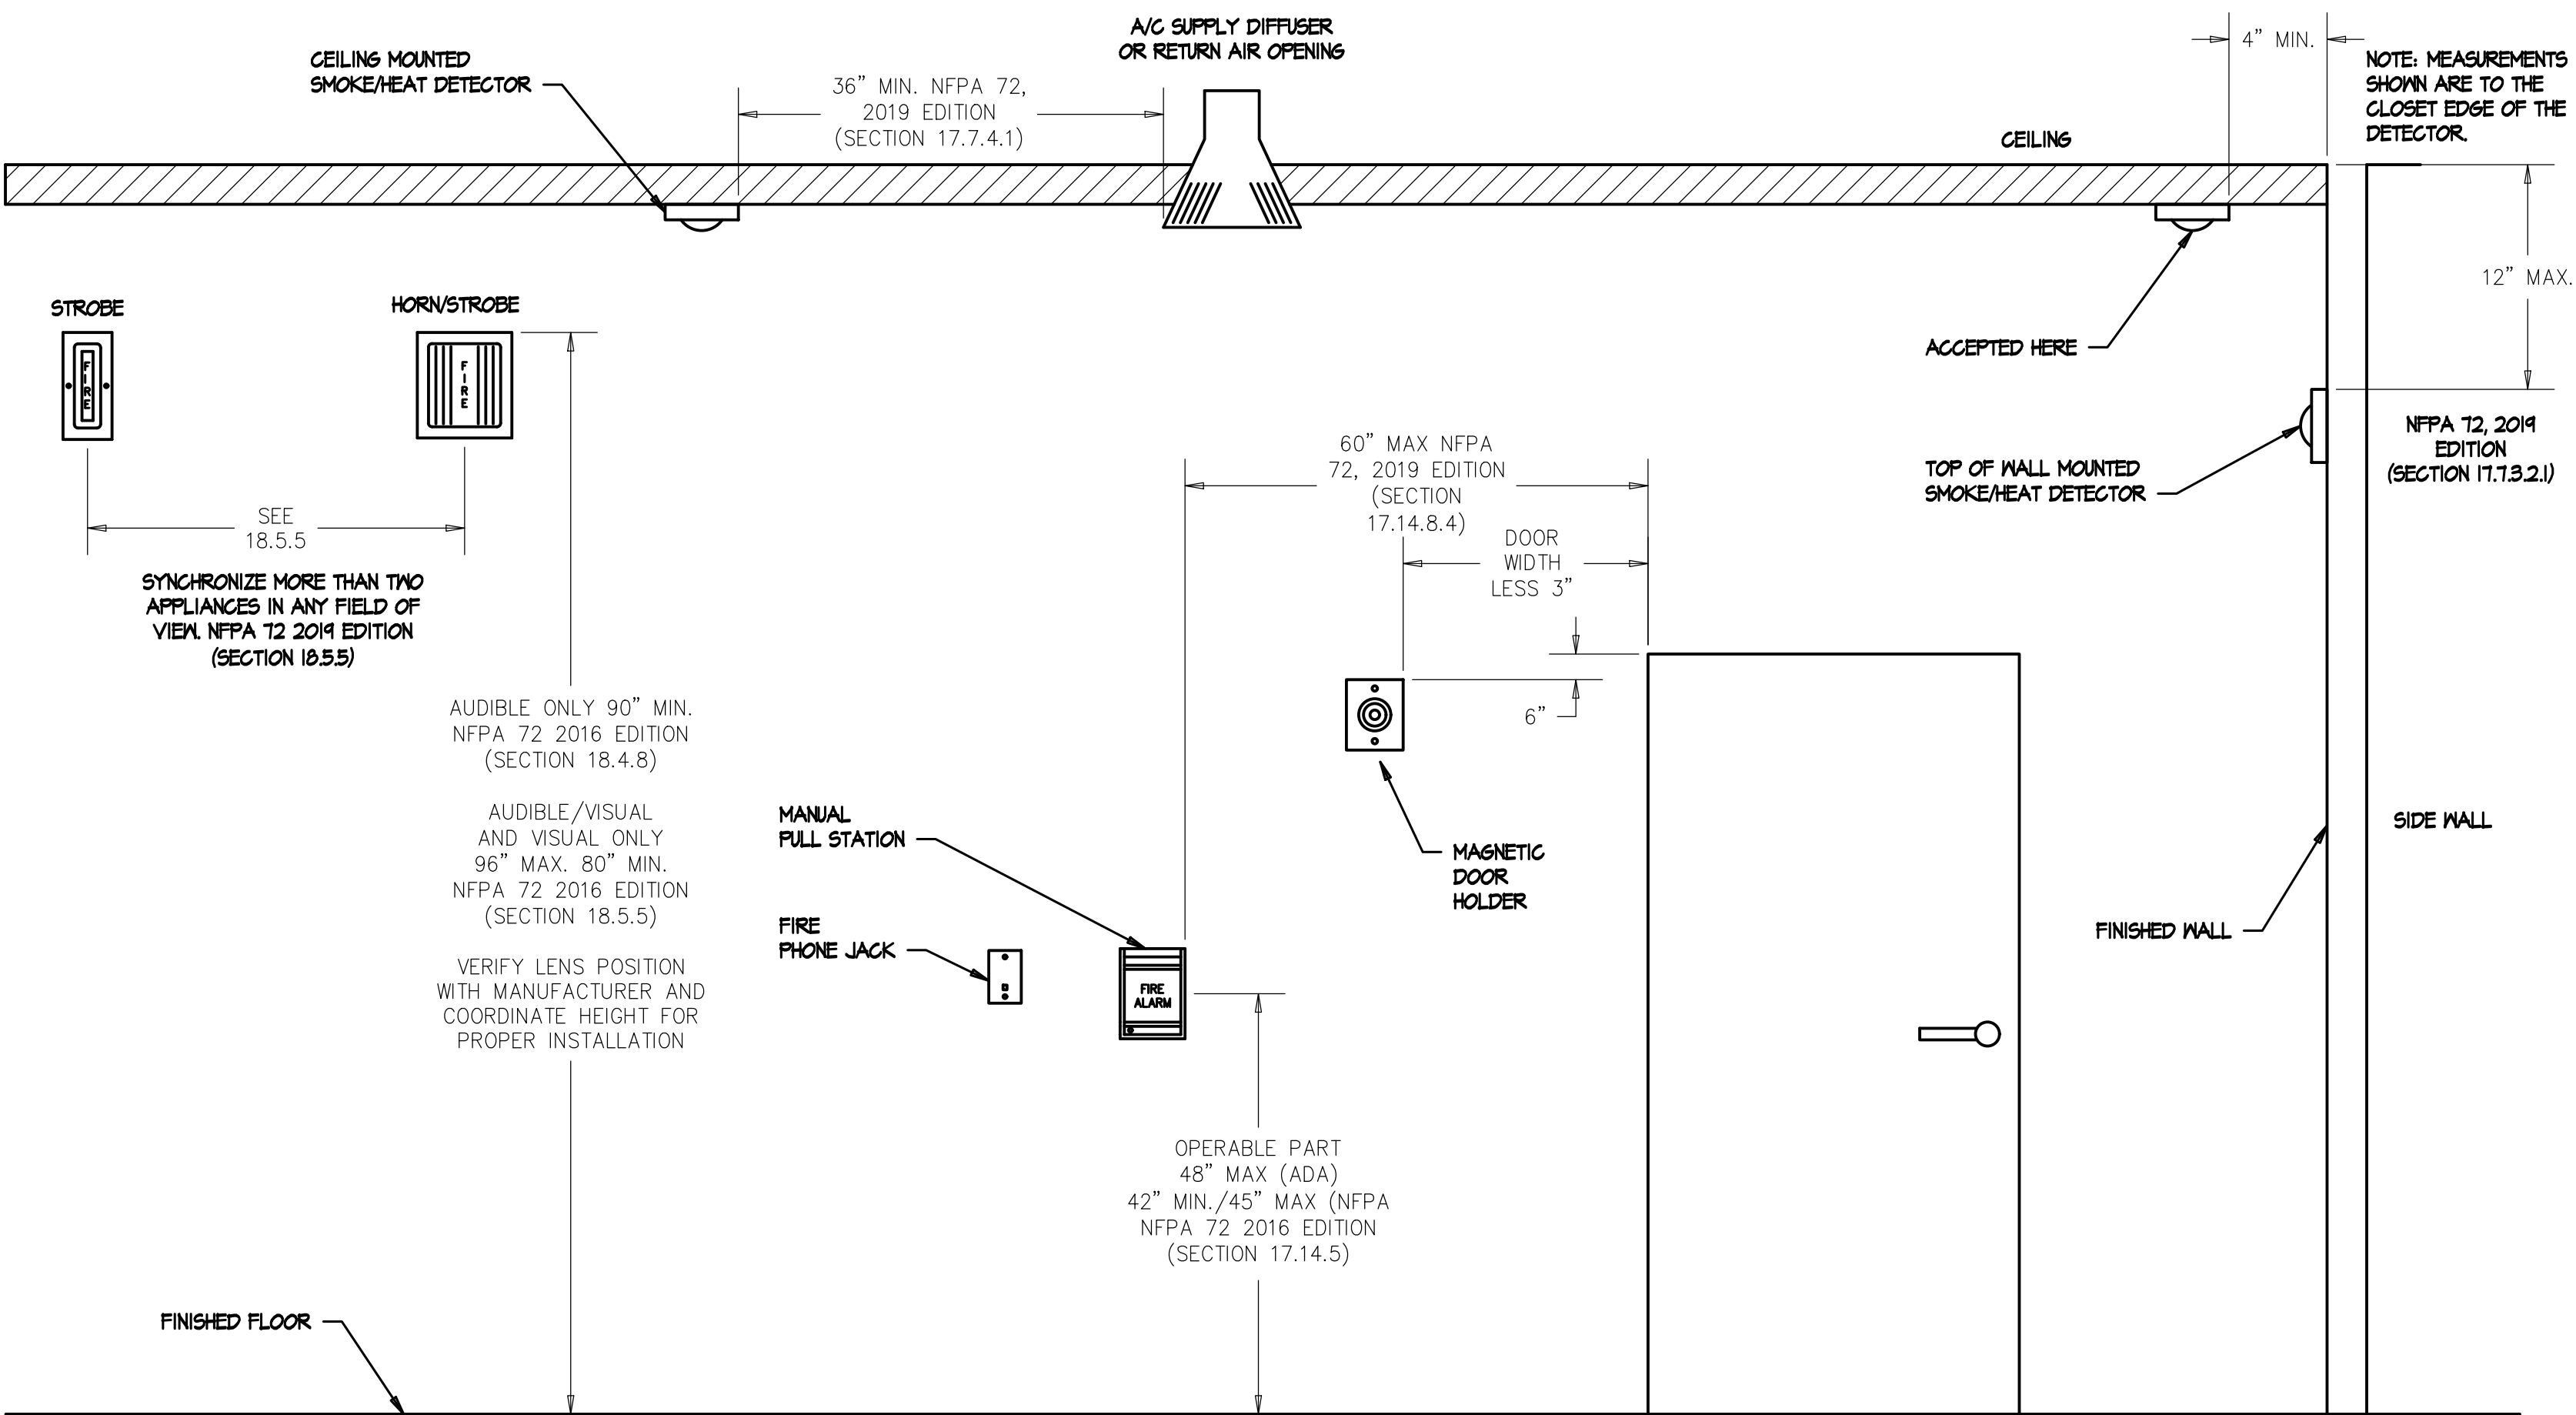 A/C SUPPLY DIFFUSER
OR RETURN AIR OPENING
CEILING MOUNTED
SMOKE/HEAT DETECTOR
36" MIN. NFPA 72,
2019 EDITION
(SECTION 17.7.4.1)
4" MIN.
NOTE: MEASUREMENTS
SHOWN ARE TO THE
CLOSET EDGE OF THE
DETECTOR.
CEILING
12" MAX.
STROBE
HORN/STROBE
FIRE
FIRE
ACCEPTED HERE
NFPA 72, 2019
EDITION
(SECTION 17.7.3.2.1)
TOP OF WALL MOUNTED
SMOKE/HEAT DETECTOR
60" MAX NFPA
72, 2019 EDITION
(SECTION
17.14.8.4)
DOOR
WIDTH
LESS 3"
6"
SEE
18.5.5
SYNCHRONIZE MORE THAN TWO
APPLIANCES IN ANY FIELD OF
VIEW. NFPA 72 2019 EDITION
(SECTION 18.5.5)
AUDIBLE ONLY 90" MIN.
NFPA 72 2016 EDITION
(SECTION 18.4.8)
AUDIBLE/VISUAL
AND VISUAL ONLY
96" MAX. 80" MIN.
NFPA 72 2016 EDITION
(SECTION 18.5.5)
VERIFY LENS POSITION
WITH MANUFACTURER AND
COORDINATE HEIGHT FOR
PROPER INSTALLATION
MANUAL
PULL STATION
FIRE
PHONE JACK
FIRE
ALARM
MAGNETIC
DOOR
HOLDER
SIDE WALL
FINISHED WALL
OPERABLE PART
48" MAX (ADA)
42" MIN./45" MAX (NFPA
NFPA 72 2016 EDITION
(SECTION 17.14.5)
FINISHED FLOOR